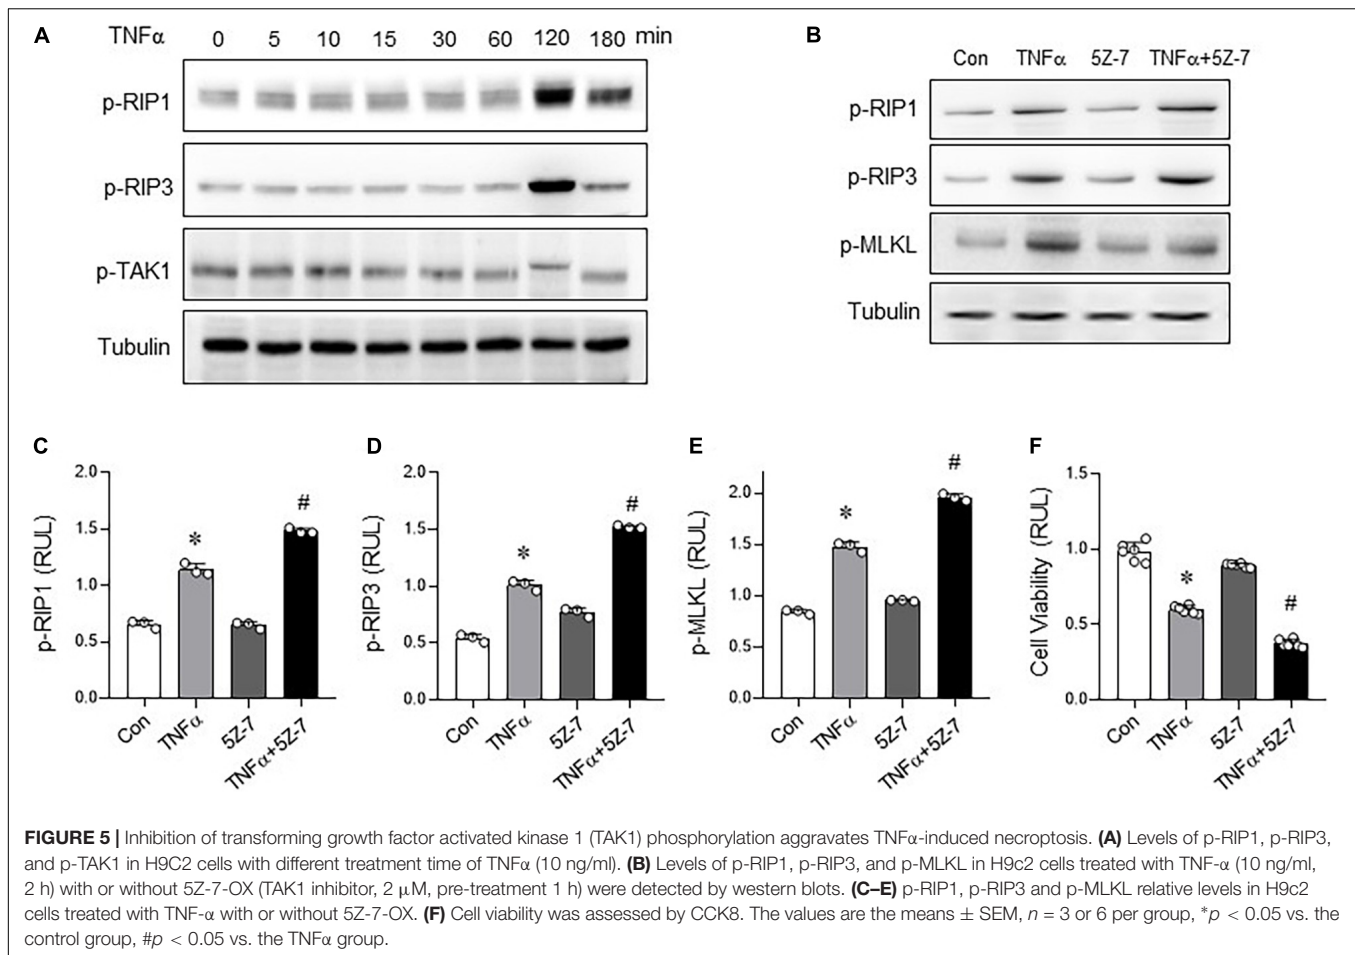 A
TNFα 0 5 10 15 30 60 120 180 min
p-RIP1
p-RIP3
p-TAK1
Tubulin
B
Con TNFα 5Z-7 TNFα+5Z-7
p-RIP1
p-RIP3
p-MLKL
Tubulin
C
p-RIP1 (RUL)
2.0
1.5
1.0
0.5
0.0
*
#
Con TNFα 5Z-7 TNFα+5Z-7
D
p-RIP3 (RUL)
2.0
1.5
1.0
0.5
0.0
*
#
Con TNFα 5Z-7 TNFα+5Z-7
E
p-MLKL (RUL)
2.0
1.5
1.0
0.5
0.0
*
#
Con TNFα 5Z-7 TNFα+5Z-7
F
Cell Viability (RUL)
1.5
1.0
0.5
0.0
*
#
Con TNFα 5Z-7 TNFα+5Z-7
FIGURE 5 | Inhibition of transforming growth factor activated kinase 1 (TAK1) phosphorylation aggravates TNFα-induced necroptosis. (A) Levels of p-RIP1, p-RIP3,
and p-TAK1 in H9C2 cells with different treatment time of TNFα (10 ng/ml). (B) Levels of p-RIP1, p-RIP3, and p-MLKL in H9c2 cells treated with TNF-α (10 ng/ml,
2 h) with or without 5Z-7-OX (TAK1 inhibitor, 2 μM, pre-treatment 1 h) were detected by western blots. (C–E) p-RIP1, p-RIP3 and p-MLKL relative levels in H9c2
cells treated with TNF-α with or without 5Z-7-OX. (F) Cell viability was assessed by CCK8. The values are the means ± SEM, n = 3 or 6 per group, *p < 0.05 vs. the
control group, #p < 0.05 vs. the TNFα group.